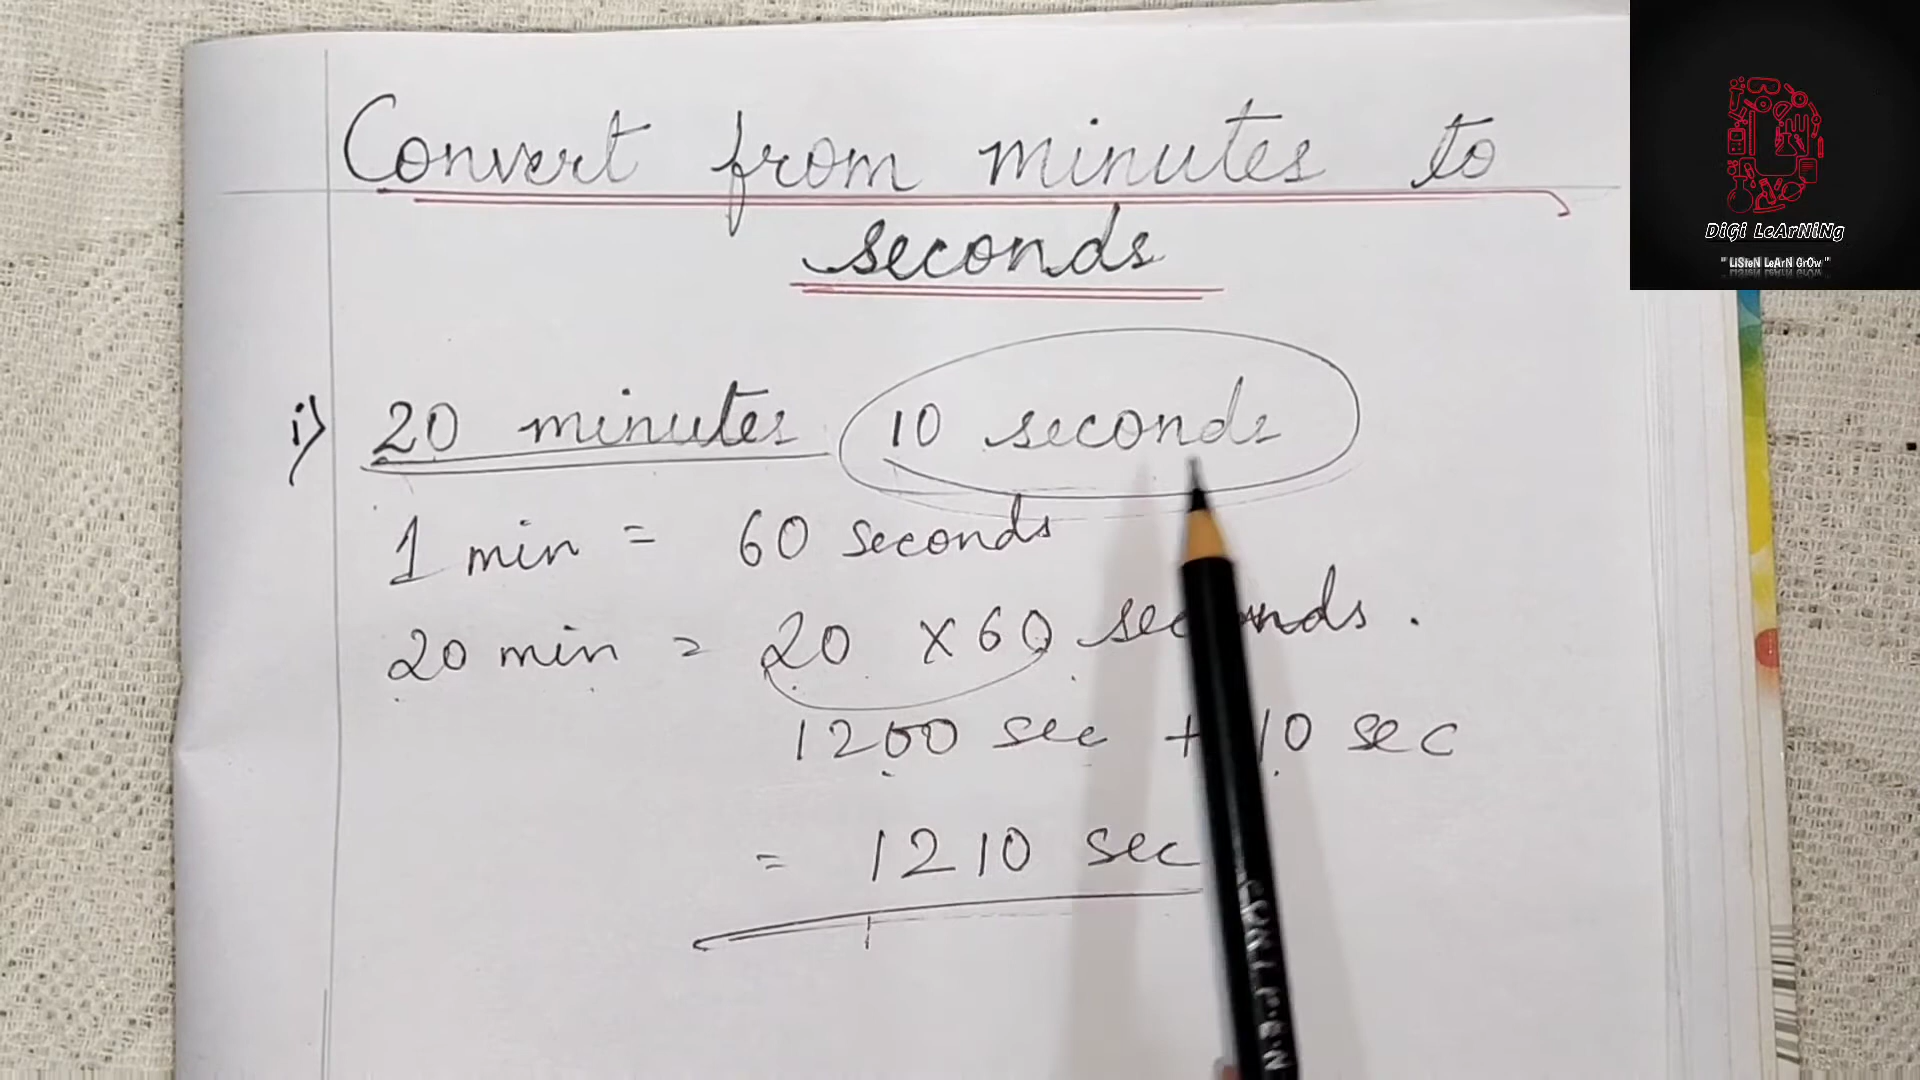 Convert from minutes to
seconds
i) 20 minutes 10 seconds
1 min = 60 seconds
20 min = 20 x 60 seconds.
1200 sec + 10 sec
= 1210 sec
DiGi LeArNiNg
" LiSteN LeArN GrOw "